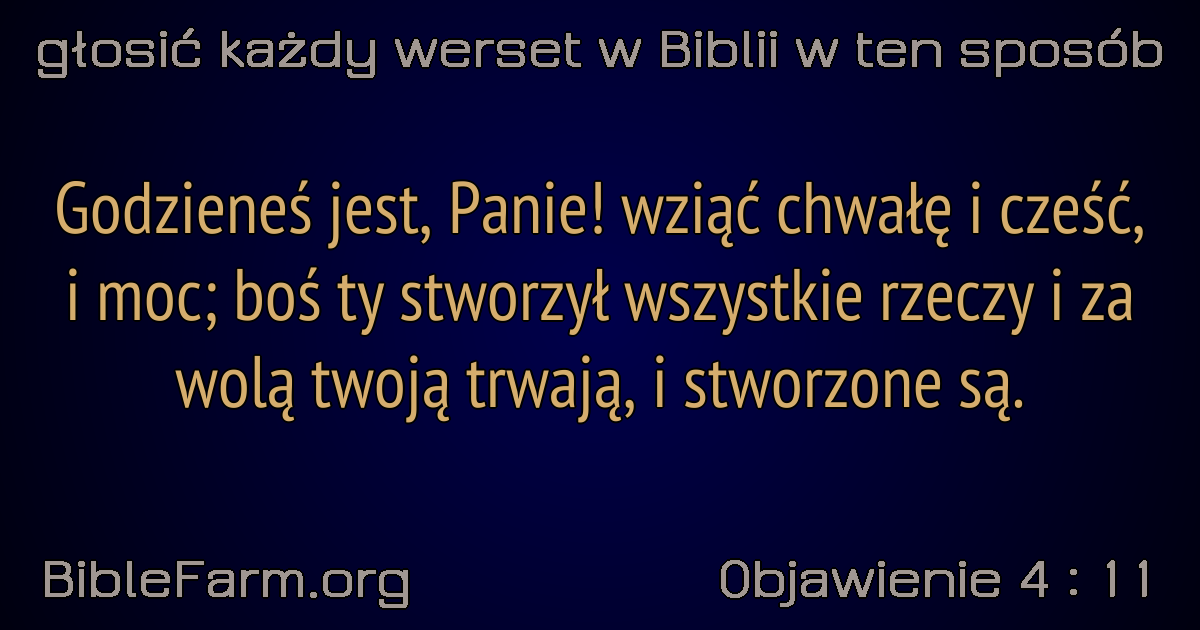 głosić każdy werset w Biblii w ten sposób
Godzieneś jest, Panie! wziąć chwałę i cześć,
i moc; boś ty stworzył wszystkie rzeczy i za
wolą twoją trwają, i stworzone są.
BibleFarm.org
Objawienie 4 : 11